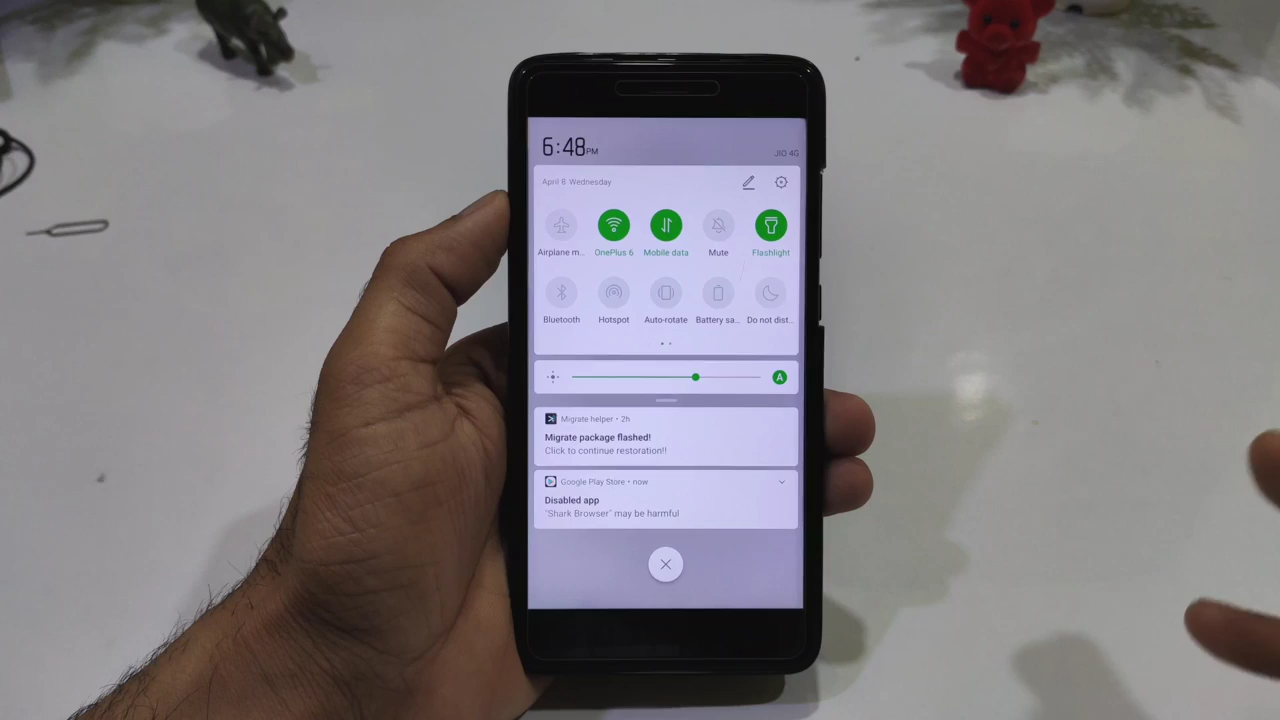 6:48PM
JIO 4G
April 6 Wednesday
Airplane m...
OnePlus 6
Mobile data
Mute
Flashlight
Bluetooth
Hotspot
Auto-rotate
Battery sa...
Do not dist...
A
Migrate helper • 2h
Migrate package flashed!
Click to continue restoration!!
Google Play Store • now
Disabled app
"Shark Browser" may be harmful